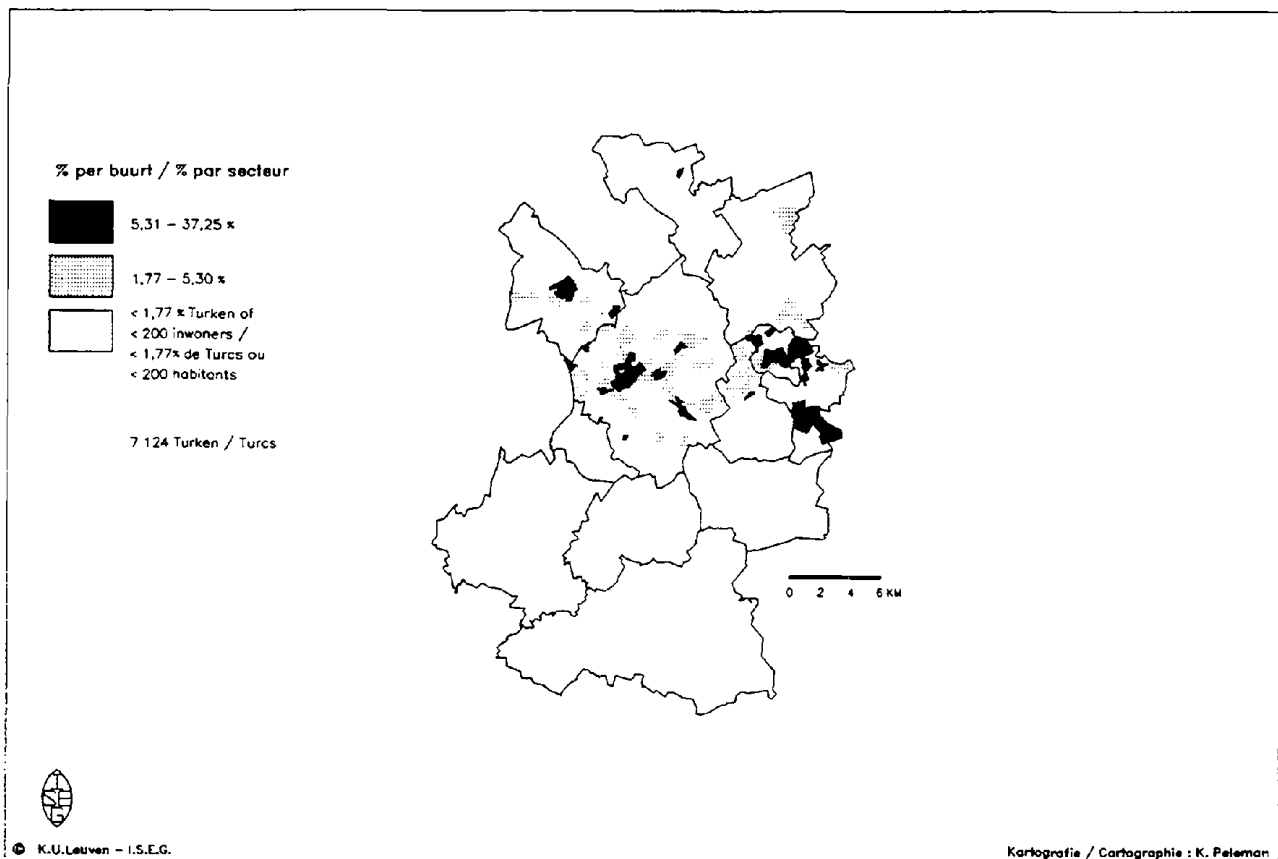 % per buurt / % par secteur
5,31 – 37,25 %
1,77 – 5,30 %
< 1,77 % Turken of
< 200 inwoners /
< 1,77% de Turcs ou
< 200 habitants
7 124 Turken / Turcs
0 2 4 6 KM
I
SE
G
© K.U.Leuven – I.S.E.G.
Kartografie / Cartographie : K. Peleman